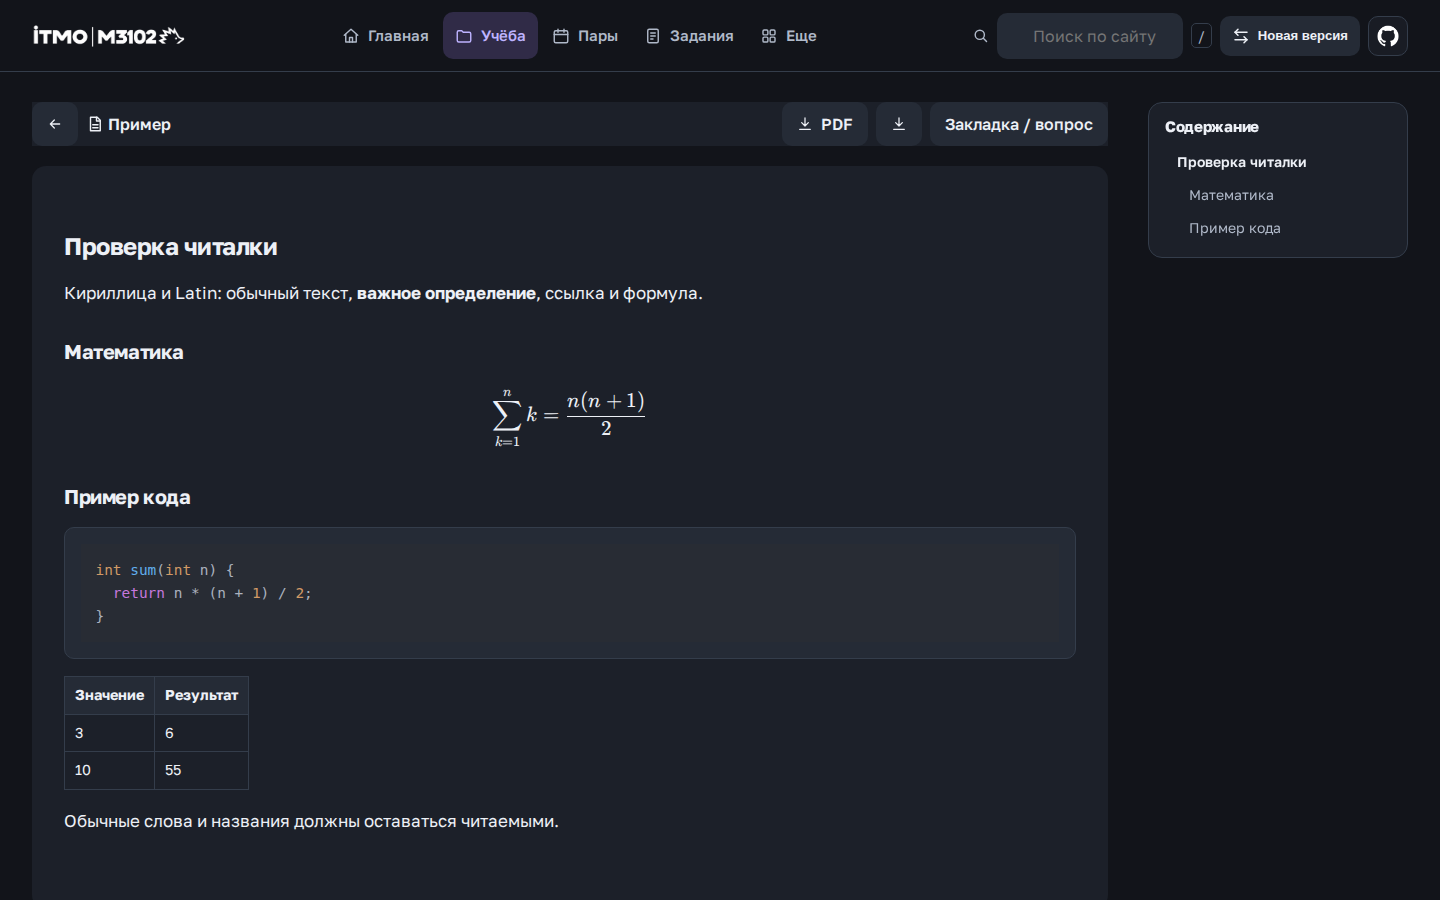 iTMO | M3102
Главная
Учёба
Пары
Задания
Еще
Поиск по сайту
/
Новая версия
Пример
PDF
Закладка / вопрос
Проверка читалки
Кириллица и Latin: обычный текст, важное определение, ссылка и формула.
Математика
n
∑ k = n(n + 1) / 2
k=1
Пример кода
int sum(int n) {
  return n * (n + 1) / 2;
}
Значение Результат
3 6
10 55
Обычные слова и названия должны оставаться читаемыми.
Содержание
Проверка читалки
Математика
Пример кода